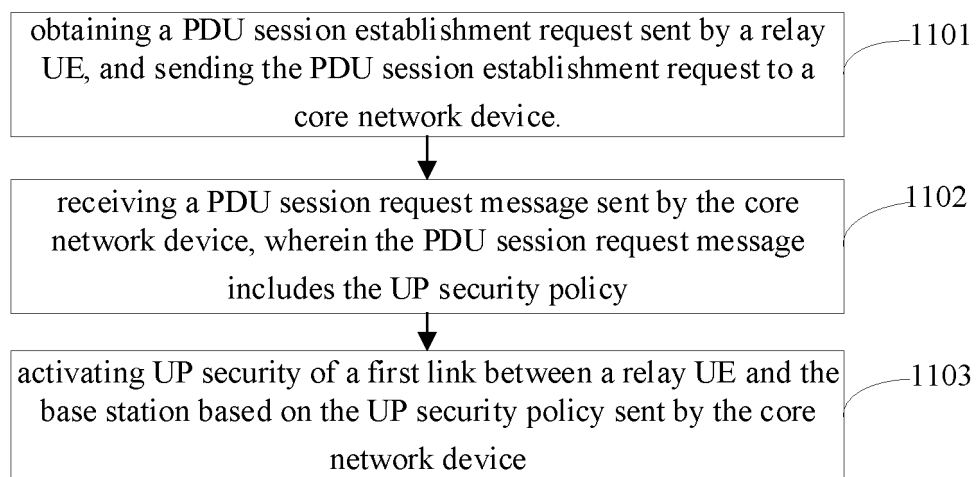 obtaining a PDU session establishment request sent by a relay
UE, and sending the PDU session establishment request to a
core network device.
1101
receiving a PDU session request message sent by the core
network device, wherein the PDU session request message
includes the UP security policy
1102
activating UP security of a first link between a relay UE and the
base station based on the UP security policy sent by the core
network device
1103